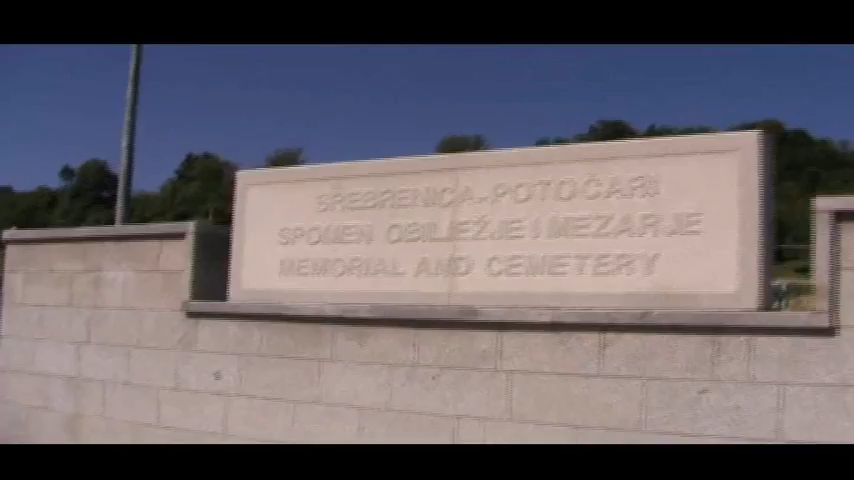 SREBRENICA-POTOČARI
SPOMEN OBILJEŽJE I MEZARJE
MEMORIAL AND CEMETERY